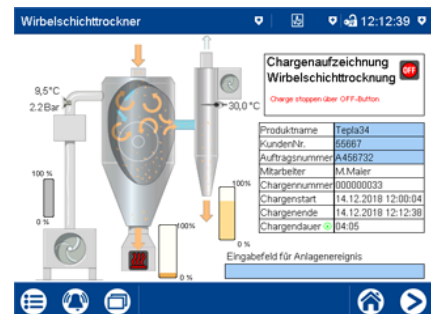 Wirbelschichttrockner
12:12:39
Chargenaufzeichnung
Wirbelschichttrocknung
OFF
Charge stoppen über OFF-Button
9,5°C
2.2Bar
30,0 °C
Produktname Tepla34
KundenNr. 55667
Auftragsnummer A456732
Mitarbeiter M.Maier
Chargennummer 000000033
Chargenstart 14.12.2018 12:00:04
Chargenende 14.12.2018 12:12:38
Chargendauer 04:05
100 %
0 %
100%
0 %
100%
0 %
Eingabefeld für Anlagenereignis